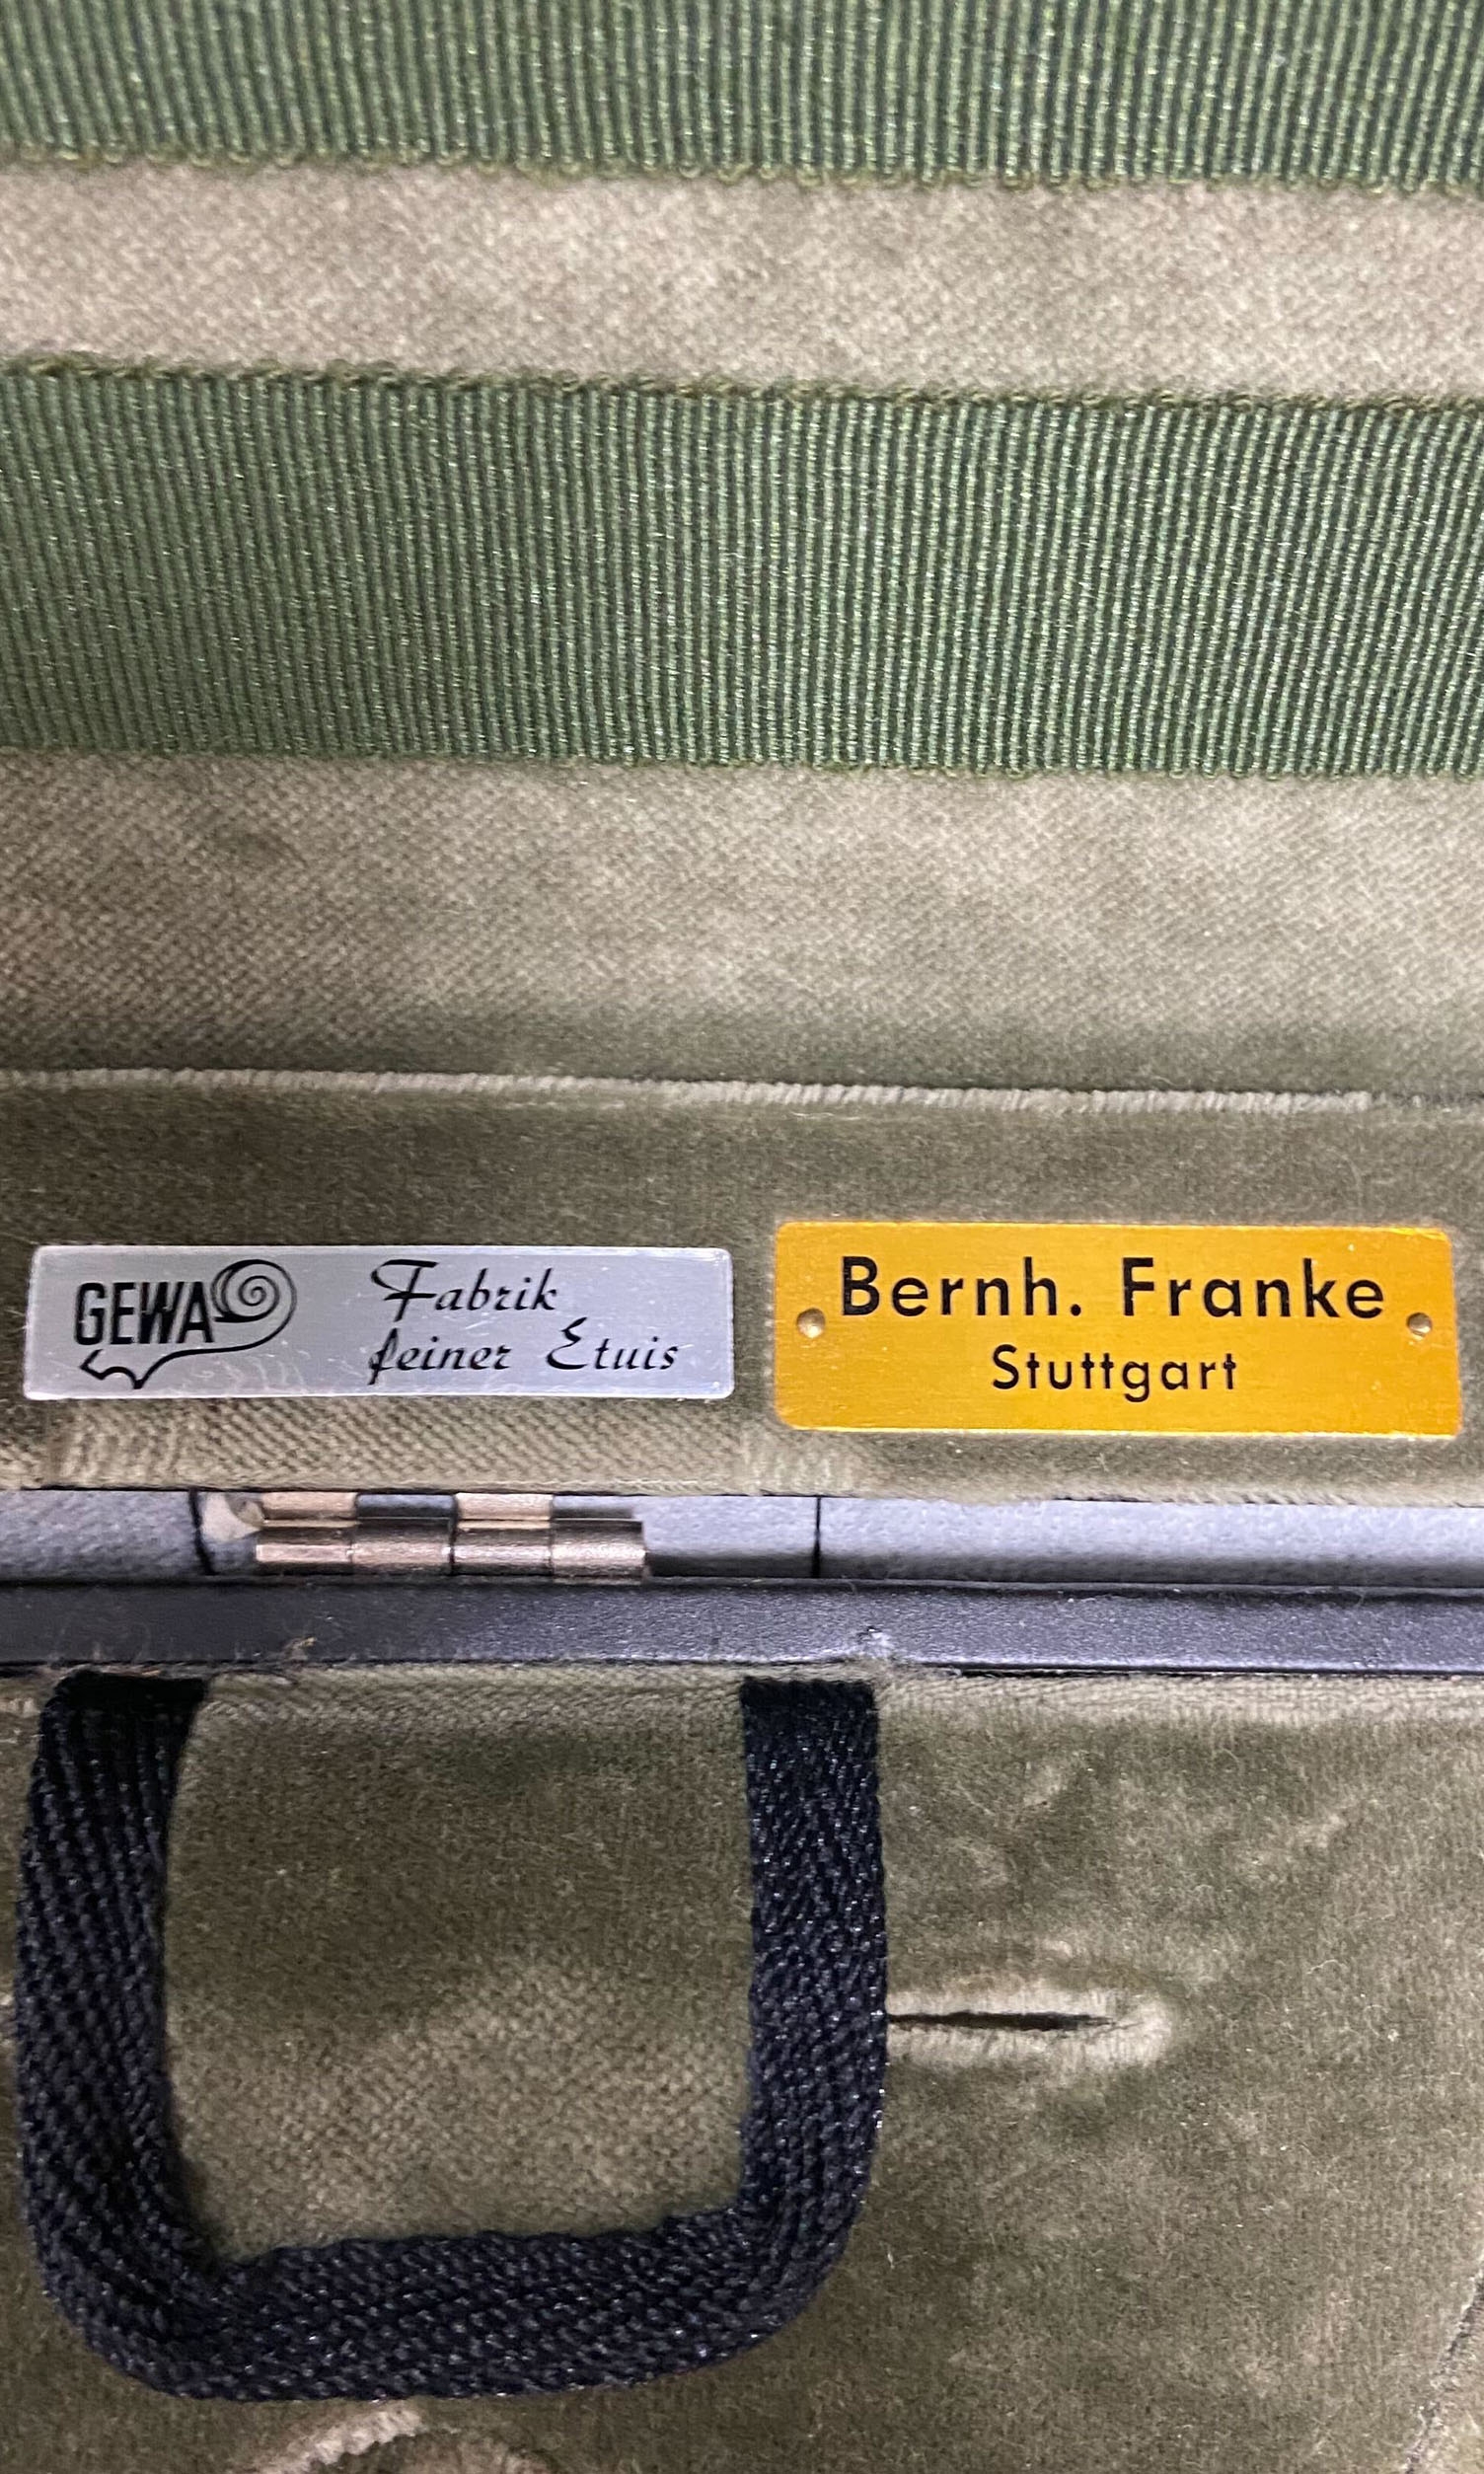 GEWA
Fabrik
feiner Etuis
Bernh. Franke
Stuttgart